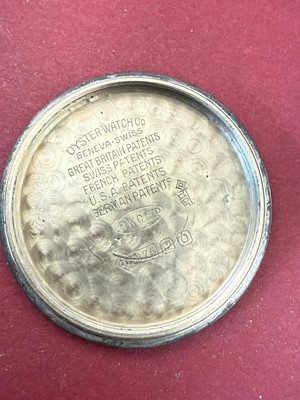 OYSTER WATCH CO
GENEVA-SWISS
GREAT BRITAIN PATENTS
SWISS PATENTS
FRENCH PATENTS
U.S.A. PATENTS
GERMAN PATENTS